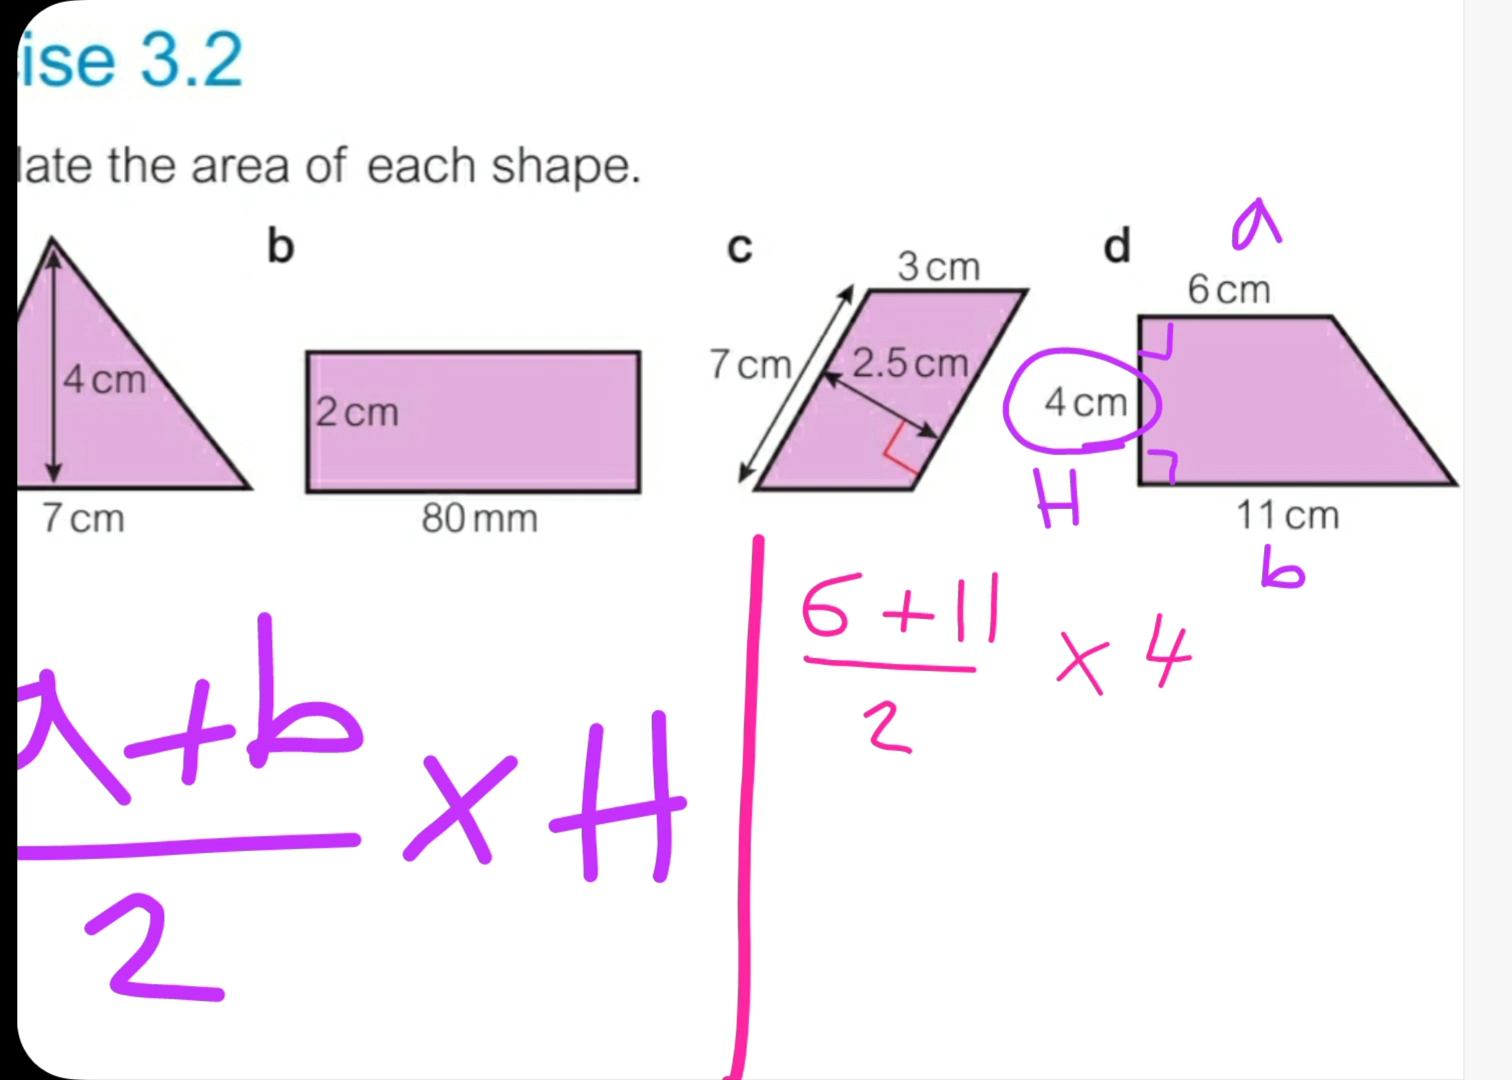 ise 3.2
late the area of each shape.
4 cm
7 cm
b
2 cm
80 mm
c
3 cm
7 cm
2.5 cm
d
a
6 cm
4 cm
H
11 cm
b
a+b
2
× H
6 + 11
2
× 4